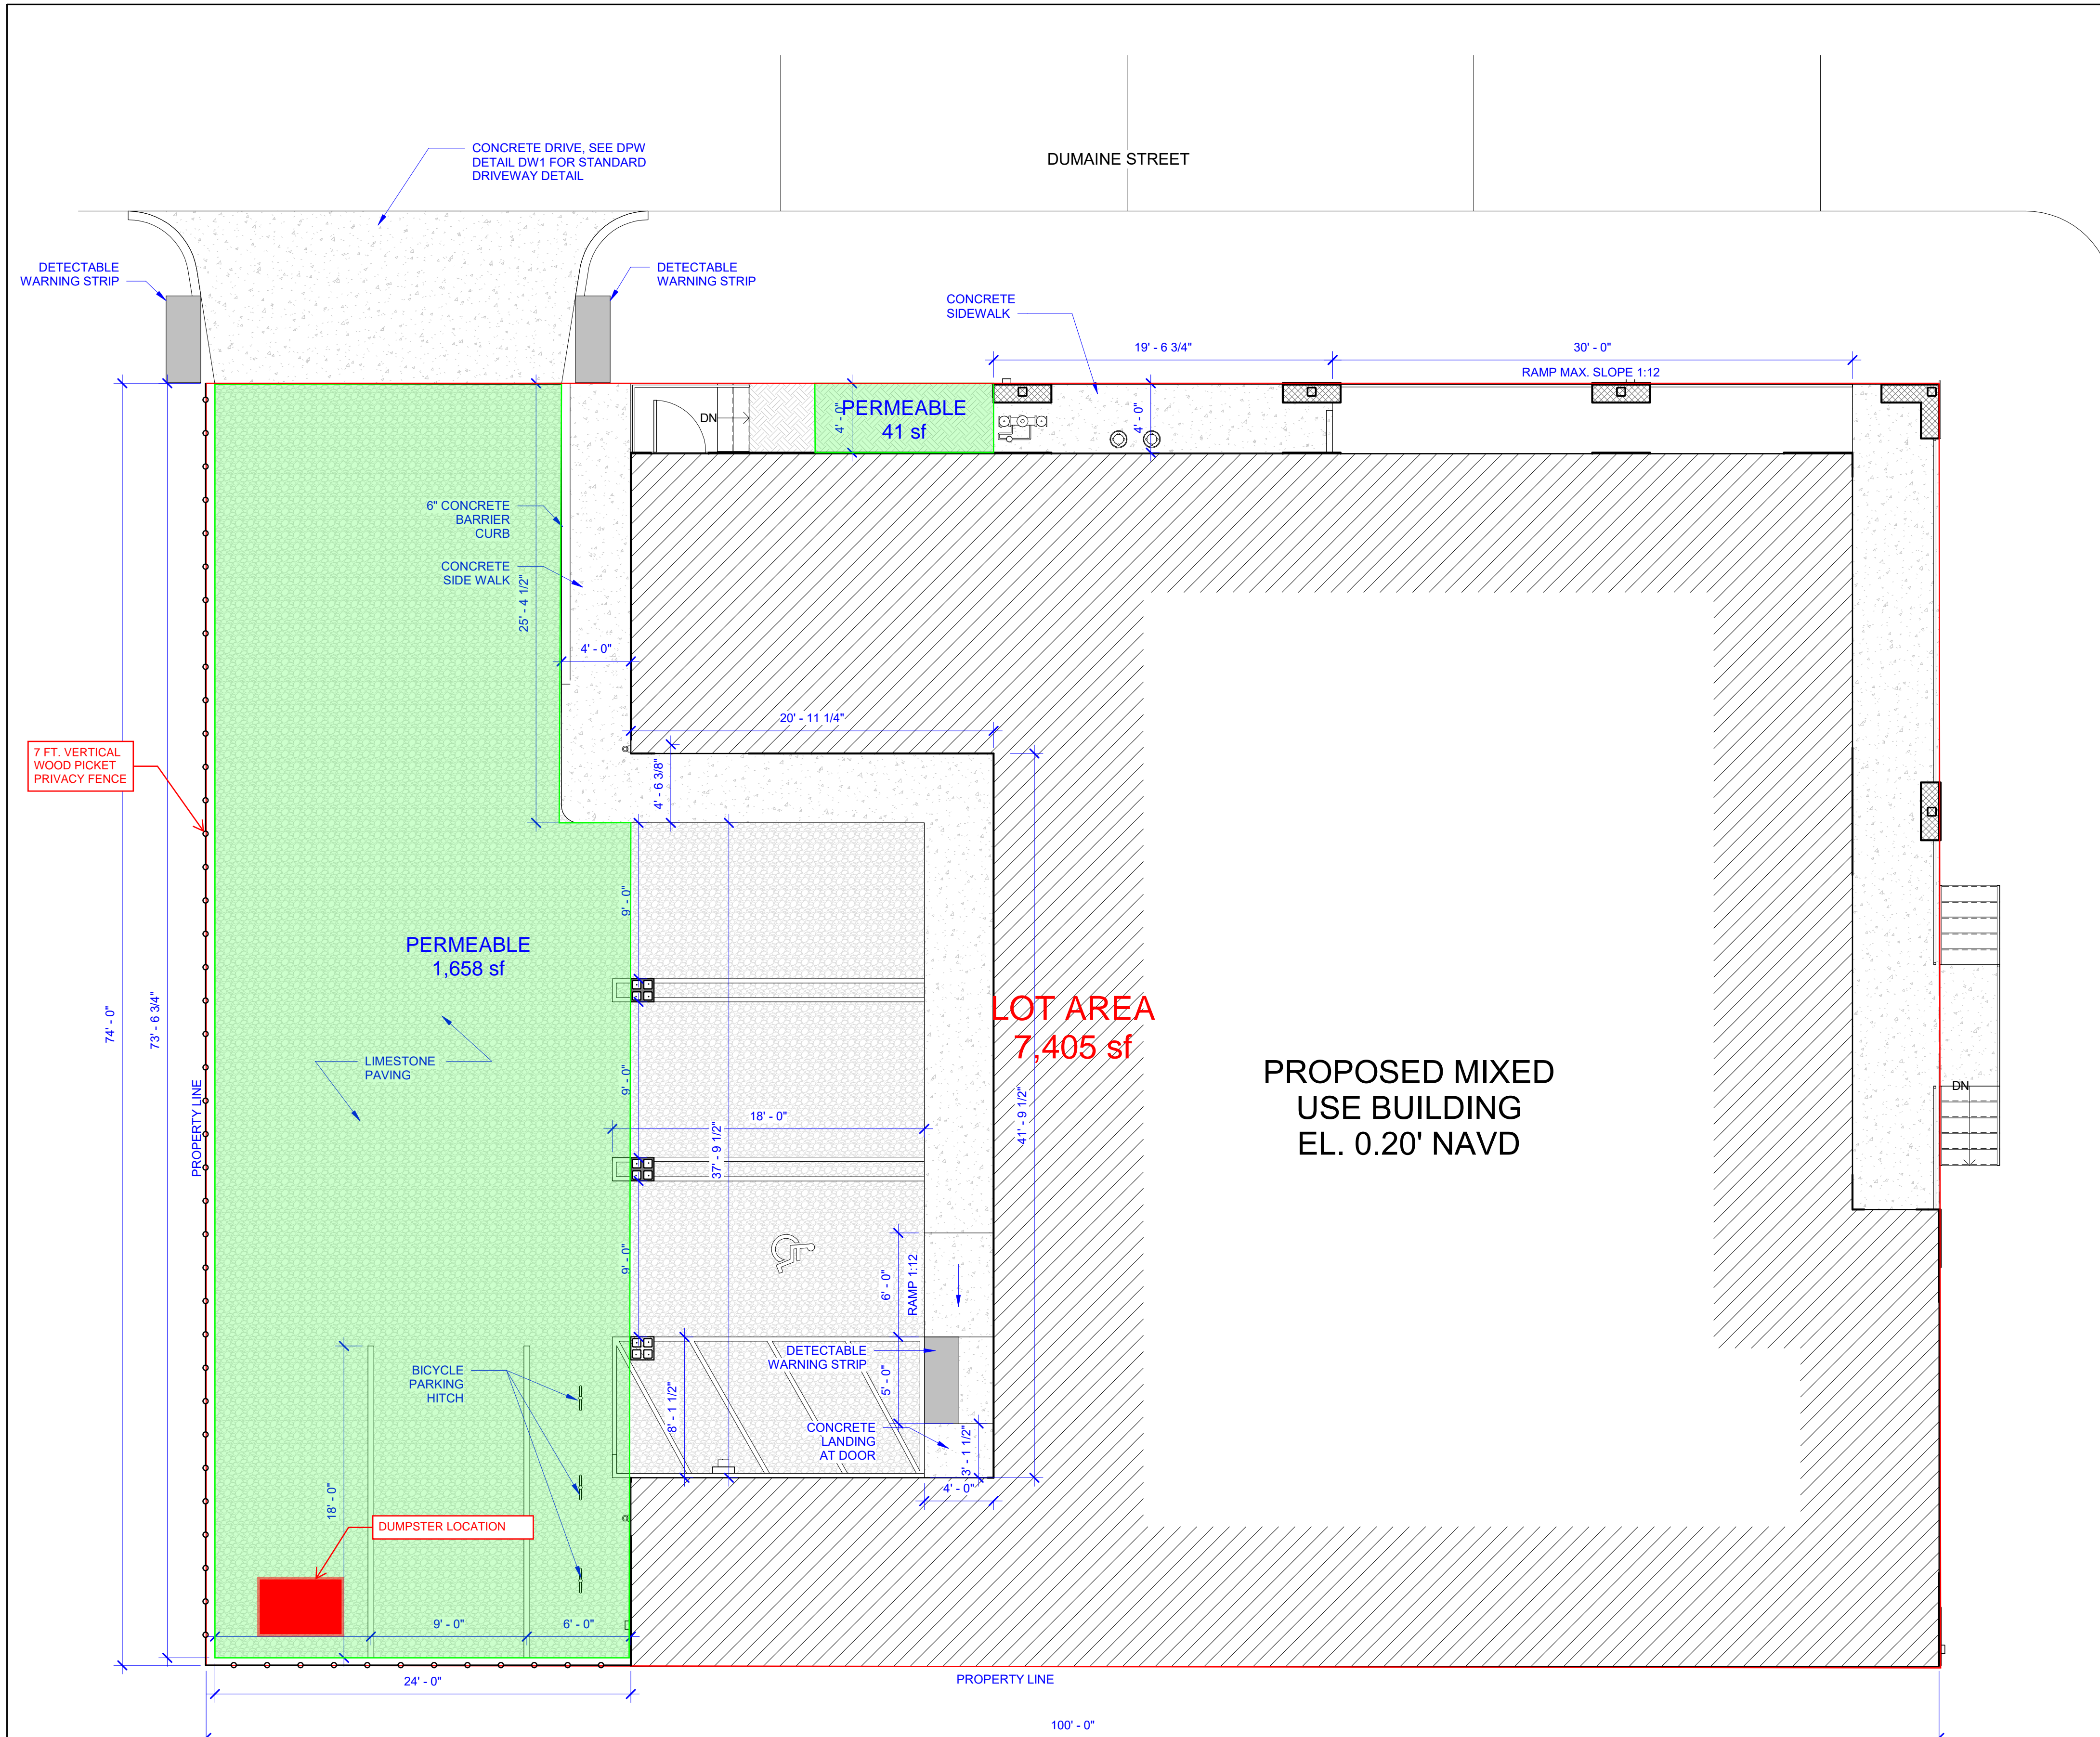 CONCRETE DRIVE, SEE DPW
DETAIL DW1 FOR STANDARD
DRIVEWAY DETAIL
DUMAINE STREET
DETECTABLE
WARNING STRIP
DETECTABLE
WARNING STRIP
CONCRETE
SIDEWALK
19' - 6 3/4"
30' - 0"
RAMP MAX. SLOPE 1:12
DN
4' - 0"
PERMEABLE
41 sf
4' - 0"
6" CONCRETE
BARRIER
CURB
CONCRETE
SIDE WALK
25' - 4 1/2"
4' - 0"
20' - 11 1/4"
4' - 6 3/8"
7 FT. VERTICAL
WOOD PICKET
PRIVACY FENCE
9' - 0"
PERMEABLE
1,658 sf
74' - 0"
73' - 6 3/4"
LOT AREA
7,405 sf
PROPOSED MIXED
USE BUILDING
EL. 0.20' NAVD
LIMESTONE
PAVING
9' - 0"
18' - 0"
37' - 9 1/2"
41' - 9 1/2"
PROPERTY LINE
DN
9' - 0"
6' - 0"
RAMP 1:12
DETECTABLE
WARNING STRIP
BICYCLE
PARKING
HITCH
8' - 1 1/2"
5' - 0"
CONCRETE
LANDING
AT DOOR
3' - 1 1/2"
4' - 0"
18' - 0"
DUMPSTER LOCATION
9' - 0"
6' - 0"
24' - 0"
PROPERTY LINE
100' - 0"